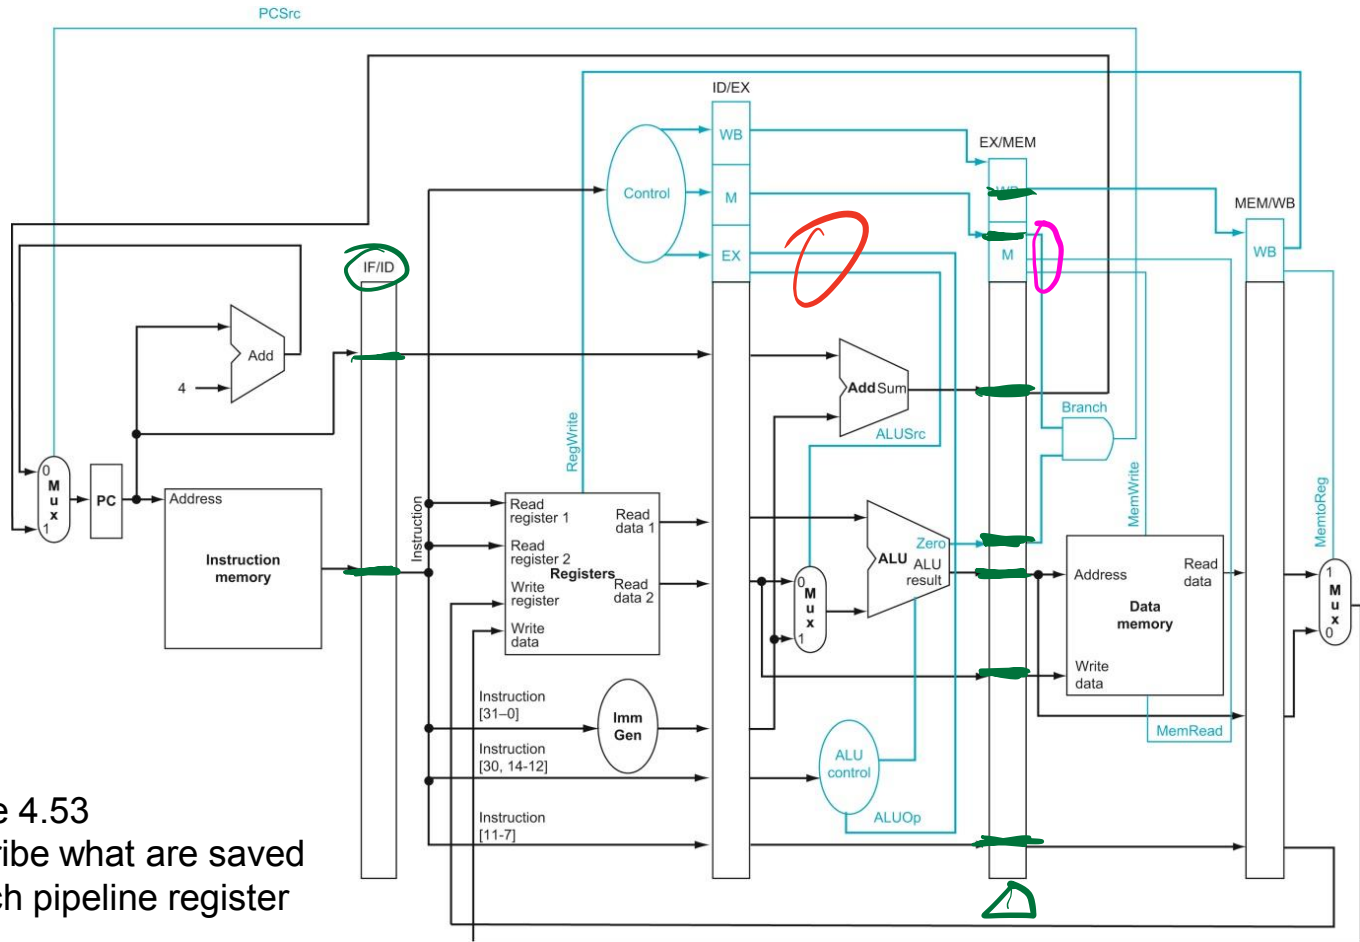 PCSrc
ID/EX
WB
EX/MEM
Control
M
MEM/WB
EX
M
WB
IF/ID
Add
4
Add Sum
Branch
ALUSrc
RegWrite
MemWrite
MemtoReg
0
Mux
1
PC
Address
Instruction memory
Instruction
Read register 1
Read data 1
Read register 2
Registers
Write register
Read data 2
Write data
Zero
ALU
ALU result
0
Mux
1
Address
Read data
Data memory
Write data
1
Mux
0
Instruction
[31–0]
Imm Gen
MemRead
Instruction
[30, 14-12]
ALU control
Instruction
[11-7]
ALUOp
4.53
what are saved
pipeline register